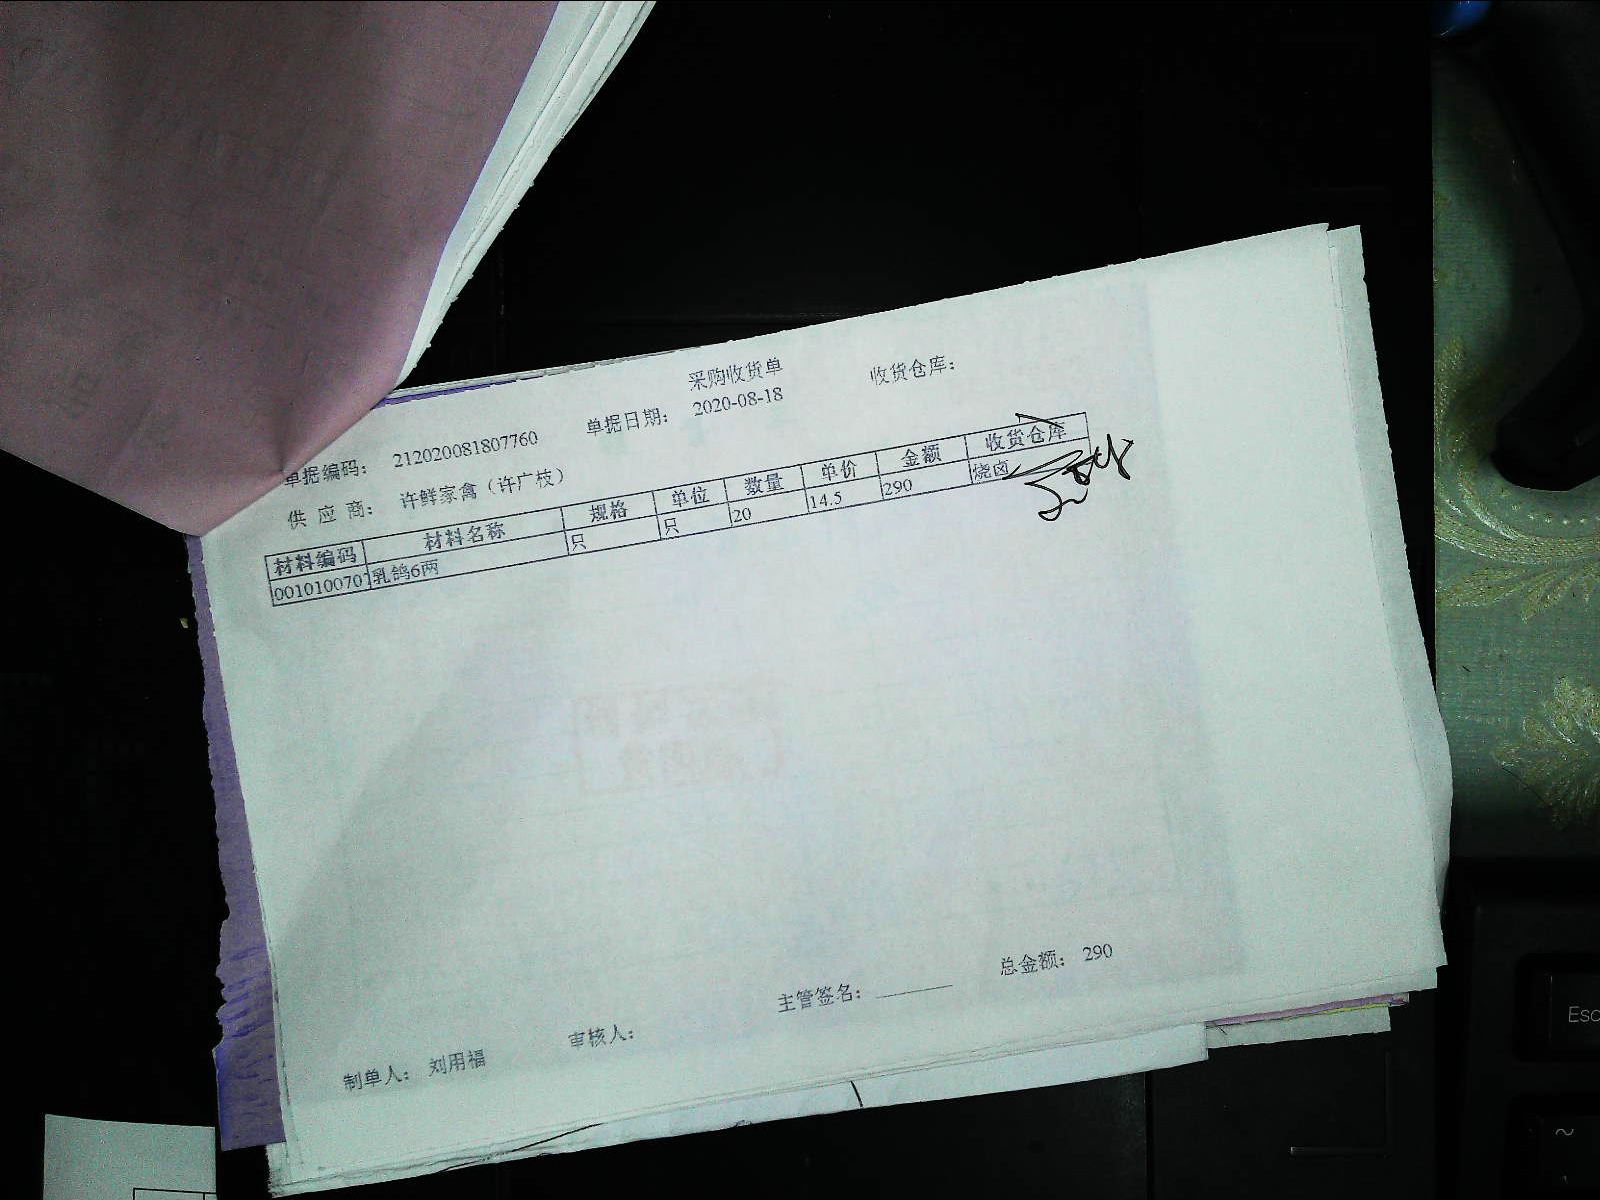 采购收货单
收货仓库：
单据编码： 212020081807760 单据日期： 2020-08-18
供 应 商： 许鲜家禽（许广枝）
材料编码 材料名称 规格 单位 数量 单价 金额 收货仓库
0010100707 乳鸽6两 只 只 20 14.5 290 烧卤
总金额： 290
主管签名：
审核人：
制单人： 刘用福
Esc
~